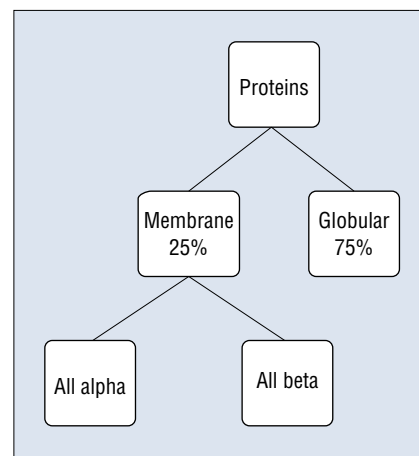 Proteins
Membrane
25%
Globular
75%
All alpha
All beta